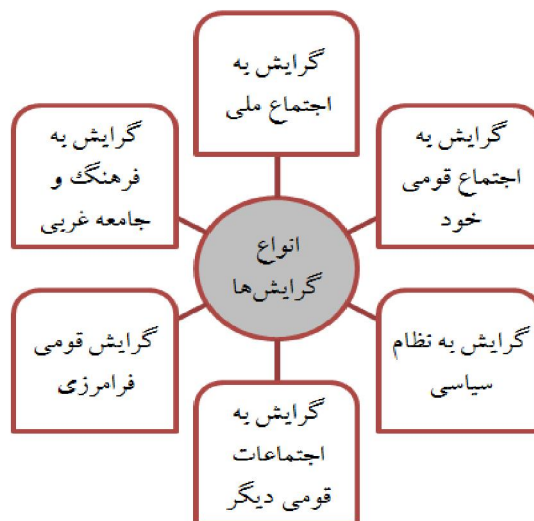 گرایش به
اجتماع ملی
گرایش به
اجتماع قومی
خود
گرایش به
فرهنگ و
جامعه غربی
انواع
گرایش‌ها
گرایش به نظام
سیاسی
گرایش قومی
فرامرزی
گرایش به
اجتماعات
قومی دیگر